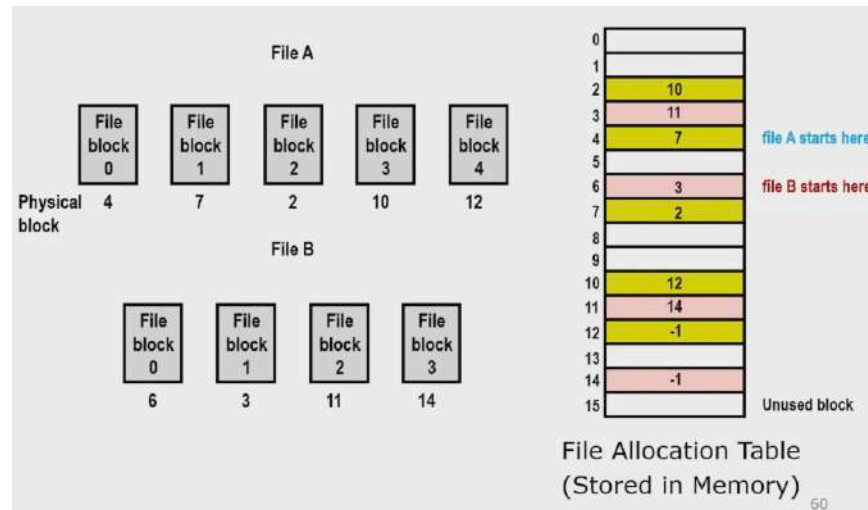 File A
File block 0
File block 1
File block 2
File block 3
File block 4
Physical block
4 7 2 10 12
File B
File block 0
File block 1
File block 2
File block 3
6 3 11 14
0
1
2 10
3 11
4 7 file A starts here
5
6 3 file B starts here
7 2
8
9
10 12
11 14
12 -1
13
14 -1
15 Unused block
File Allocation Table
(Stored in Memory)
60